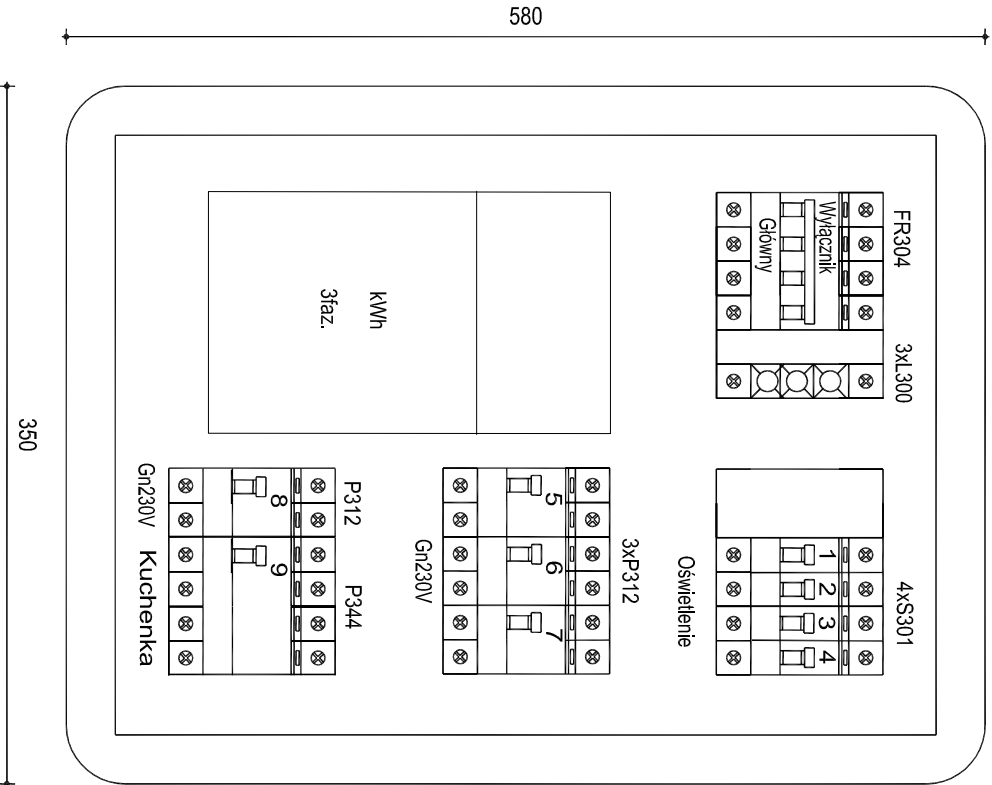 580
350
FR304
Wyłacznik
Główny
3xL300
kWh
3faz.
4xS301
1
2
3
4
Oświetlenie
3xP312
5
6
7
Gn230V
P312
8
Gn230V
P344
9
Kuchenka